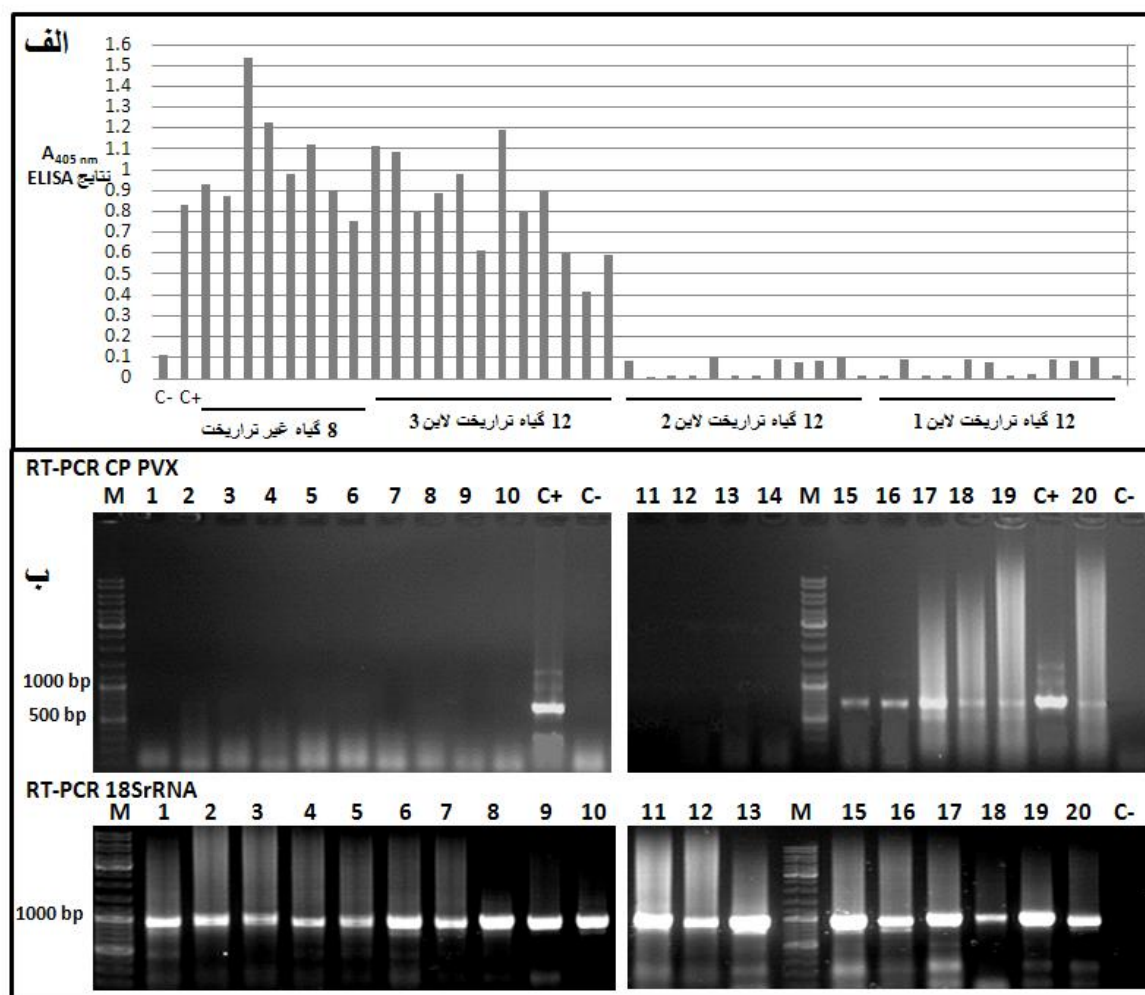 الف
1.6
1.5
1.4
1.3
1.2
1.1
1
0.9
0.8
0.7
0.6
0.5
0.4
0.3
0.2
0.1
0
A405 nm
نتایج ELISA
C- C+
8 گیاه غیر تراریخت
12 گیاه تراریخت لاین 3
12 گیاه تراریخت لاین 2
12 گیاه تراریخت لاین 1
RT-PCR CP PVX
M 1 2 3 4 5 6 7 8 9 10 C+ C- 11 12 13 14 M 15 16 17 18 19 C+ 20 C-
ب
1000 bp
500 bp
RT-PCR 18SrRNA
M 1 2 3 4 5 6 7 8 9 10 11 12 13 M 15 16 17 18 19 20 C-
1000 bp